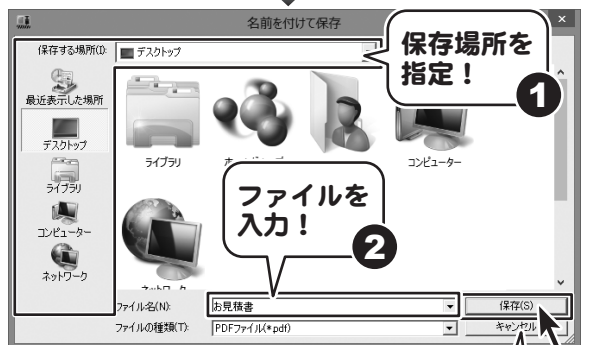 名前を付けて保存
×
保存する場所(I):
デスクトップ
保存場所を
指定！
1
最近表示した場所
デスクトップ
ライブラリ
コンピューター
ネットワーク
ライブラリ
コンピューター
ファイルを
入力！
2
ファイル名(N):
お見積書
保存(S)
ファイルの種類(T):
PDFファイル(*.pdf)
キャンセル